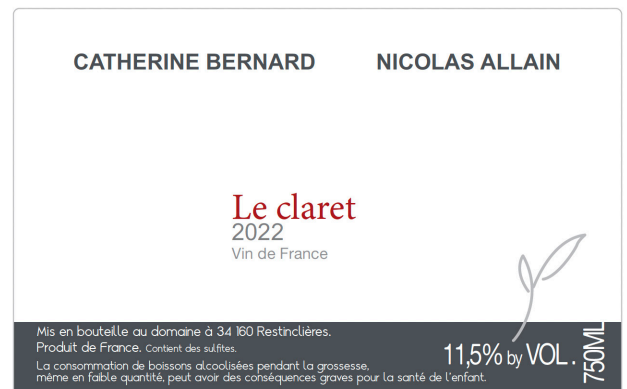 CATHERINE BERNARD NICOLAS ALLAIN
Le claret
2022
Vin de France
Mis en bouteille au domaine à 34 160 Restinclières.
Produit de France. Contient des sulfites.
La consommation de boissons alcoolisées pendant la grossesse,
même en faible quantité, peut avoir des conséquences graves pour la santé de l'enfant.
11,5% by VOL.
750ML